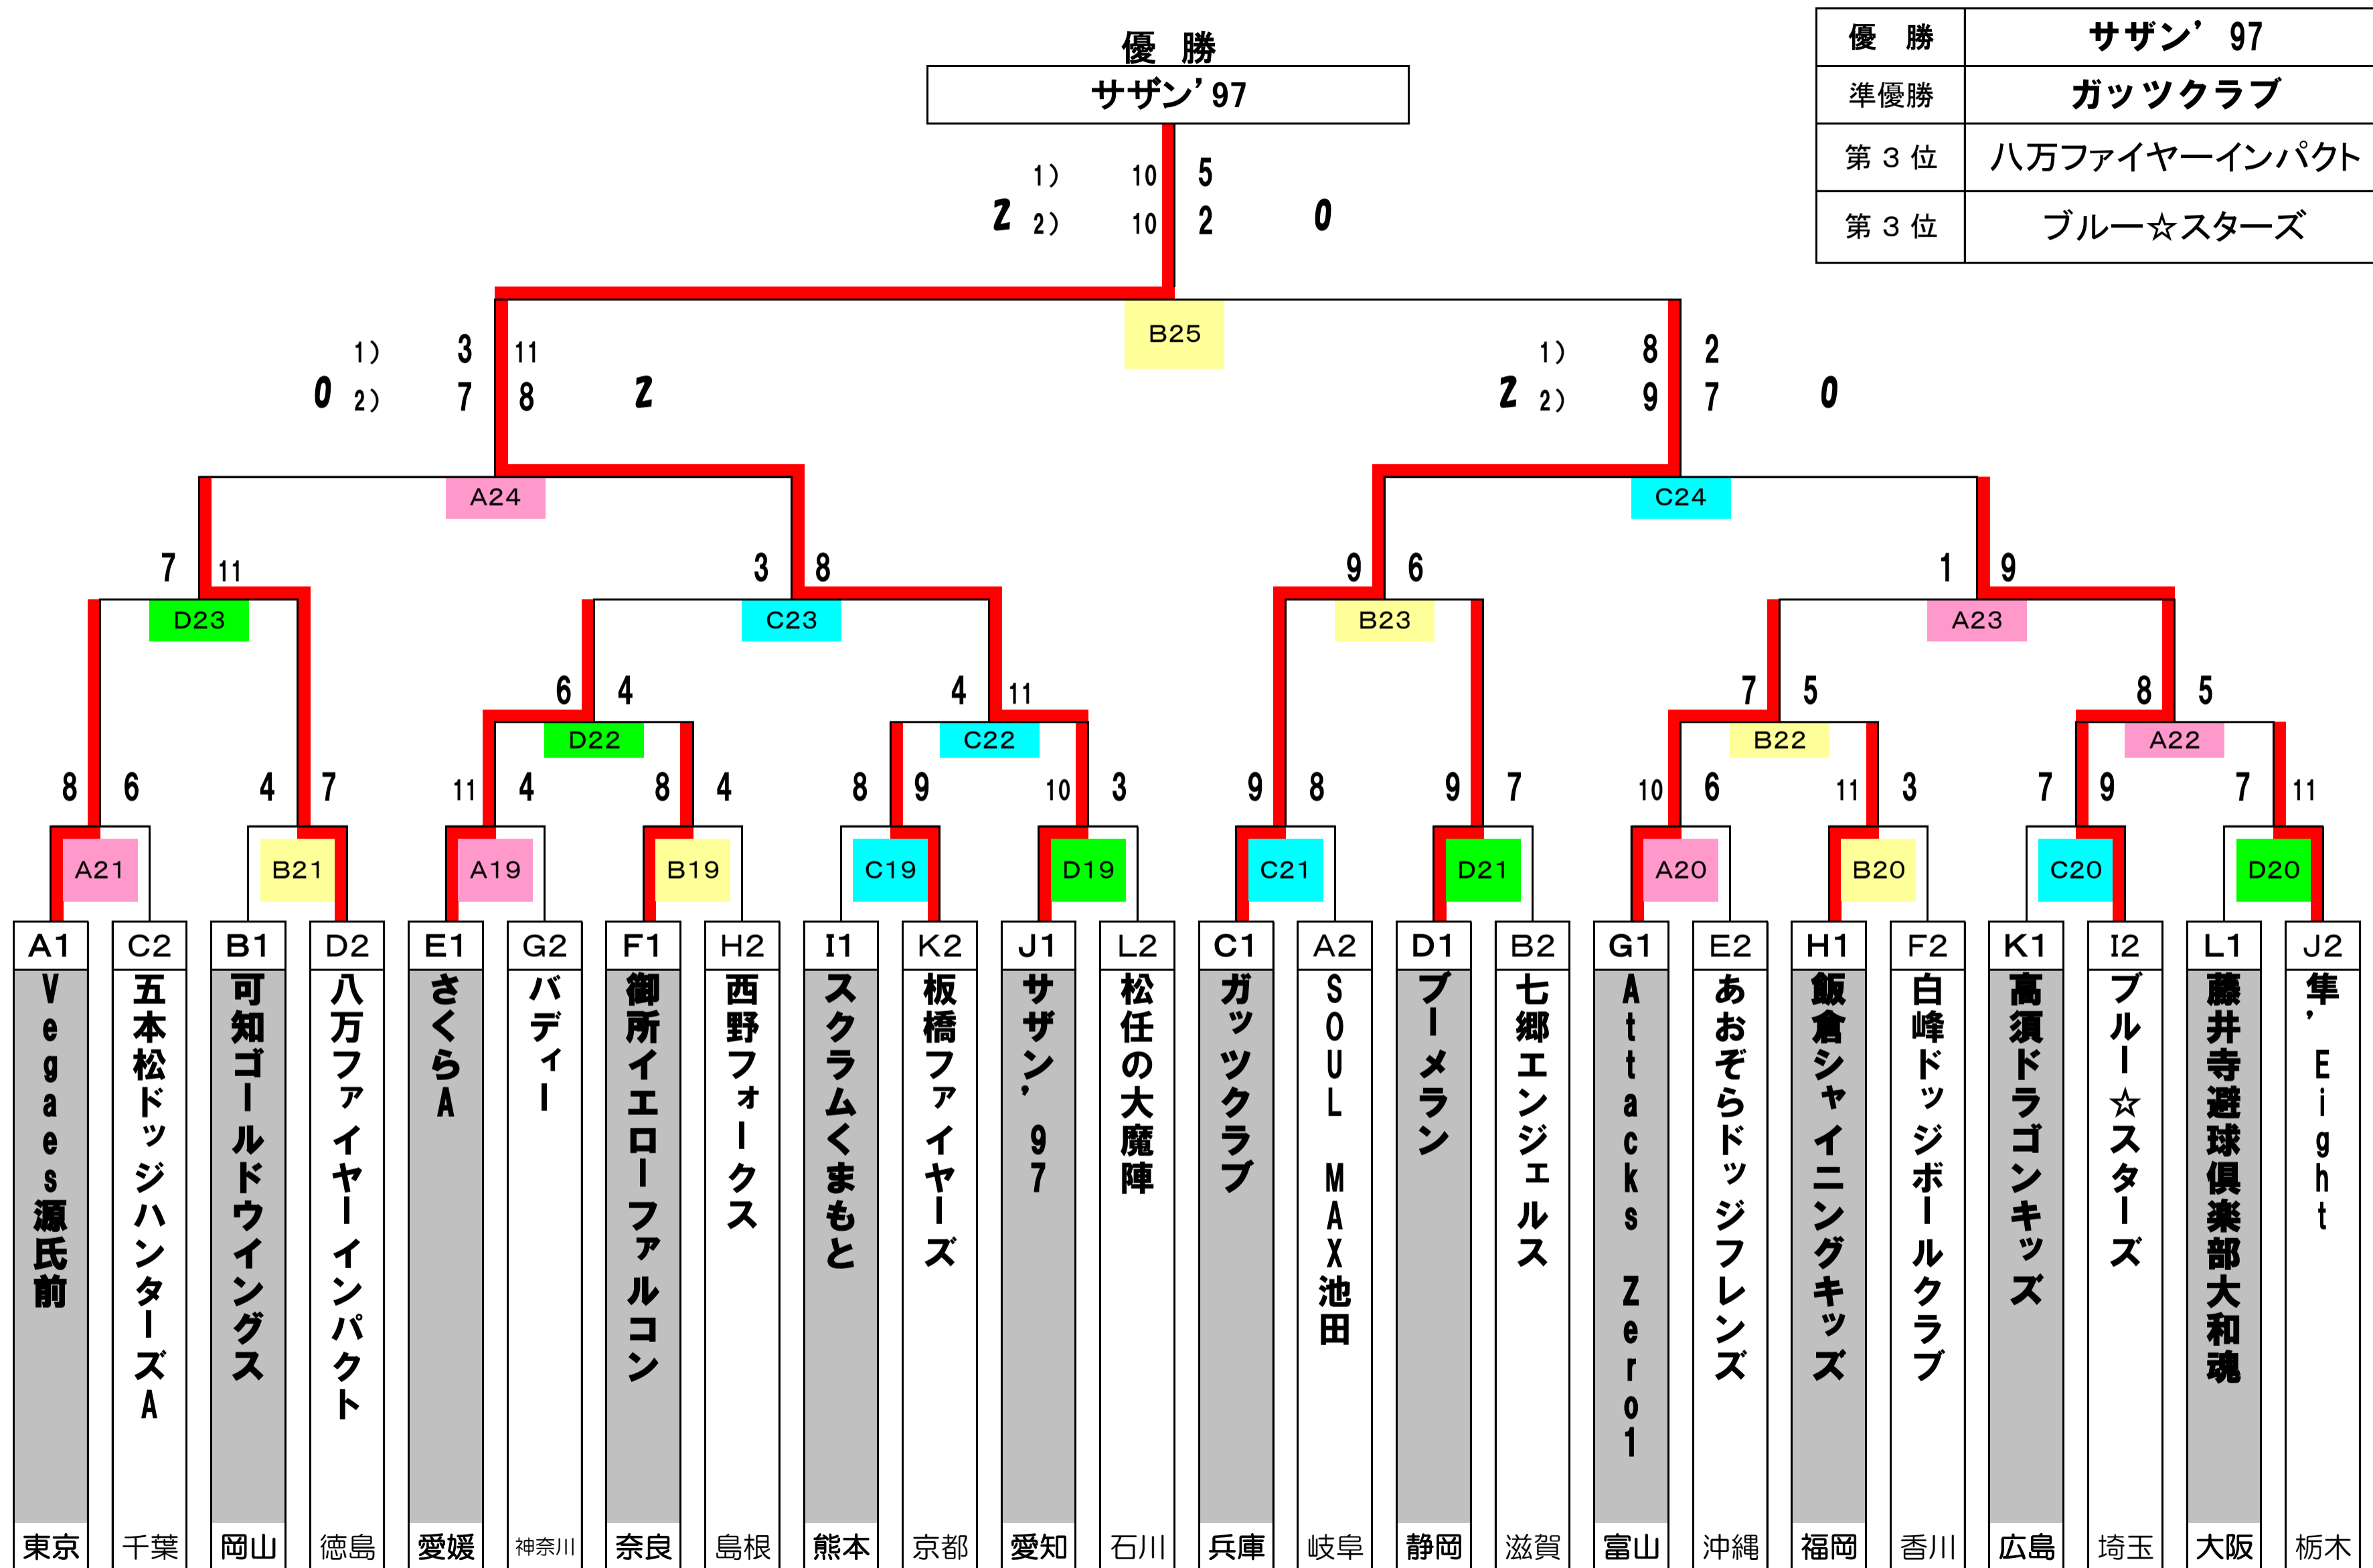 優 勝
サザン’97
優 勝 サザン’ 97
準優勝 ガッツクラブ
第 3 位 八万ファイヤーインパクト
第 3 位 ブルー☆スターズ
1) 10 5
2 2) 10 2 0
B25
1) 3 11
0 2) 7 8 2
1) 8 2
2 2) 9 7 0
A24 C24
7 11 3 8 9 6 1 9
D23 C23 B23 A23
6 4 4 11 7 5 8 5
D22 C22 B22 A22
8 6 4 7 11 4 8 4 8 9 10 3 9 8 9 7 10 6 11 3 7 9 7 11
A21 B21 A19 B19 C19 D19 C21 D21 A20 B20 C20 D20
A1 C2 B1 D2 E1 G2 F1 H2 I1 K2 J1 L2 C1 A2 D1 B2 G1 E2 H1 F2 K1 I2 L1 J2
Vegaes源氏前
五本松ドッジハンターズA
可知ゴールドウイングス
八万ファイヤーインパクト
さくらA
バディー
御所イエローファルコン
西野フォークス
スクラムくまもと
板橋ファイヤーズ
サザン’97
松任の大魔陣
ガッツクラブ
SOUL MAX池田
ブーメラン
七郷エンジェルス
Attacks Zero1
あおぞらドッジフレンズ
飯倉シャイニングキッズ
白峰ドッジボールクラブ
高須ドラゴンキッズ
ブルー☆スターズ
藤井寺避球倶楽部大和魂
隼’Eight
東京 千葉 岡山 徳島 愛媛 神奈川 奈良 島根 熊本 京都 愛知 石川 兵庫 岐阜 静岡 滋賀 富山 沖縄 福岡 香川 広島 埼玉 大阪 栃木